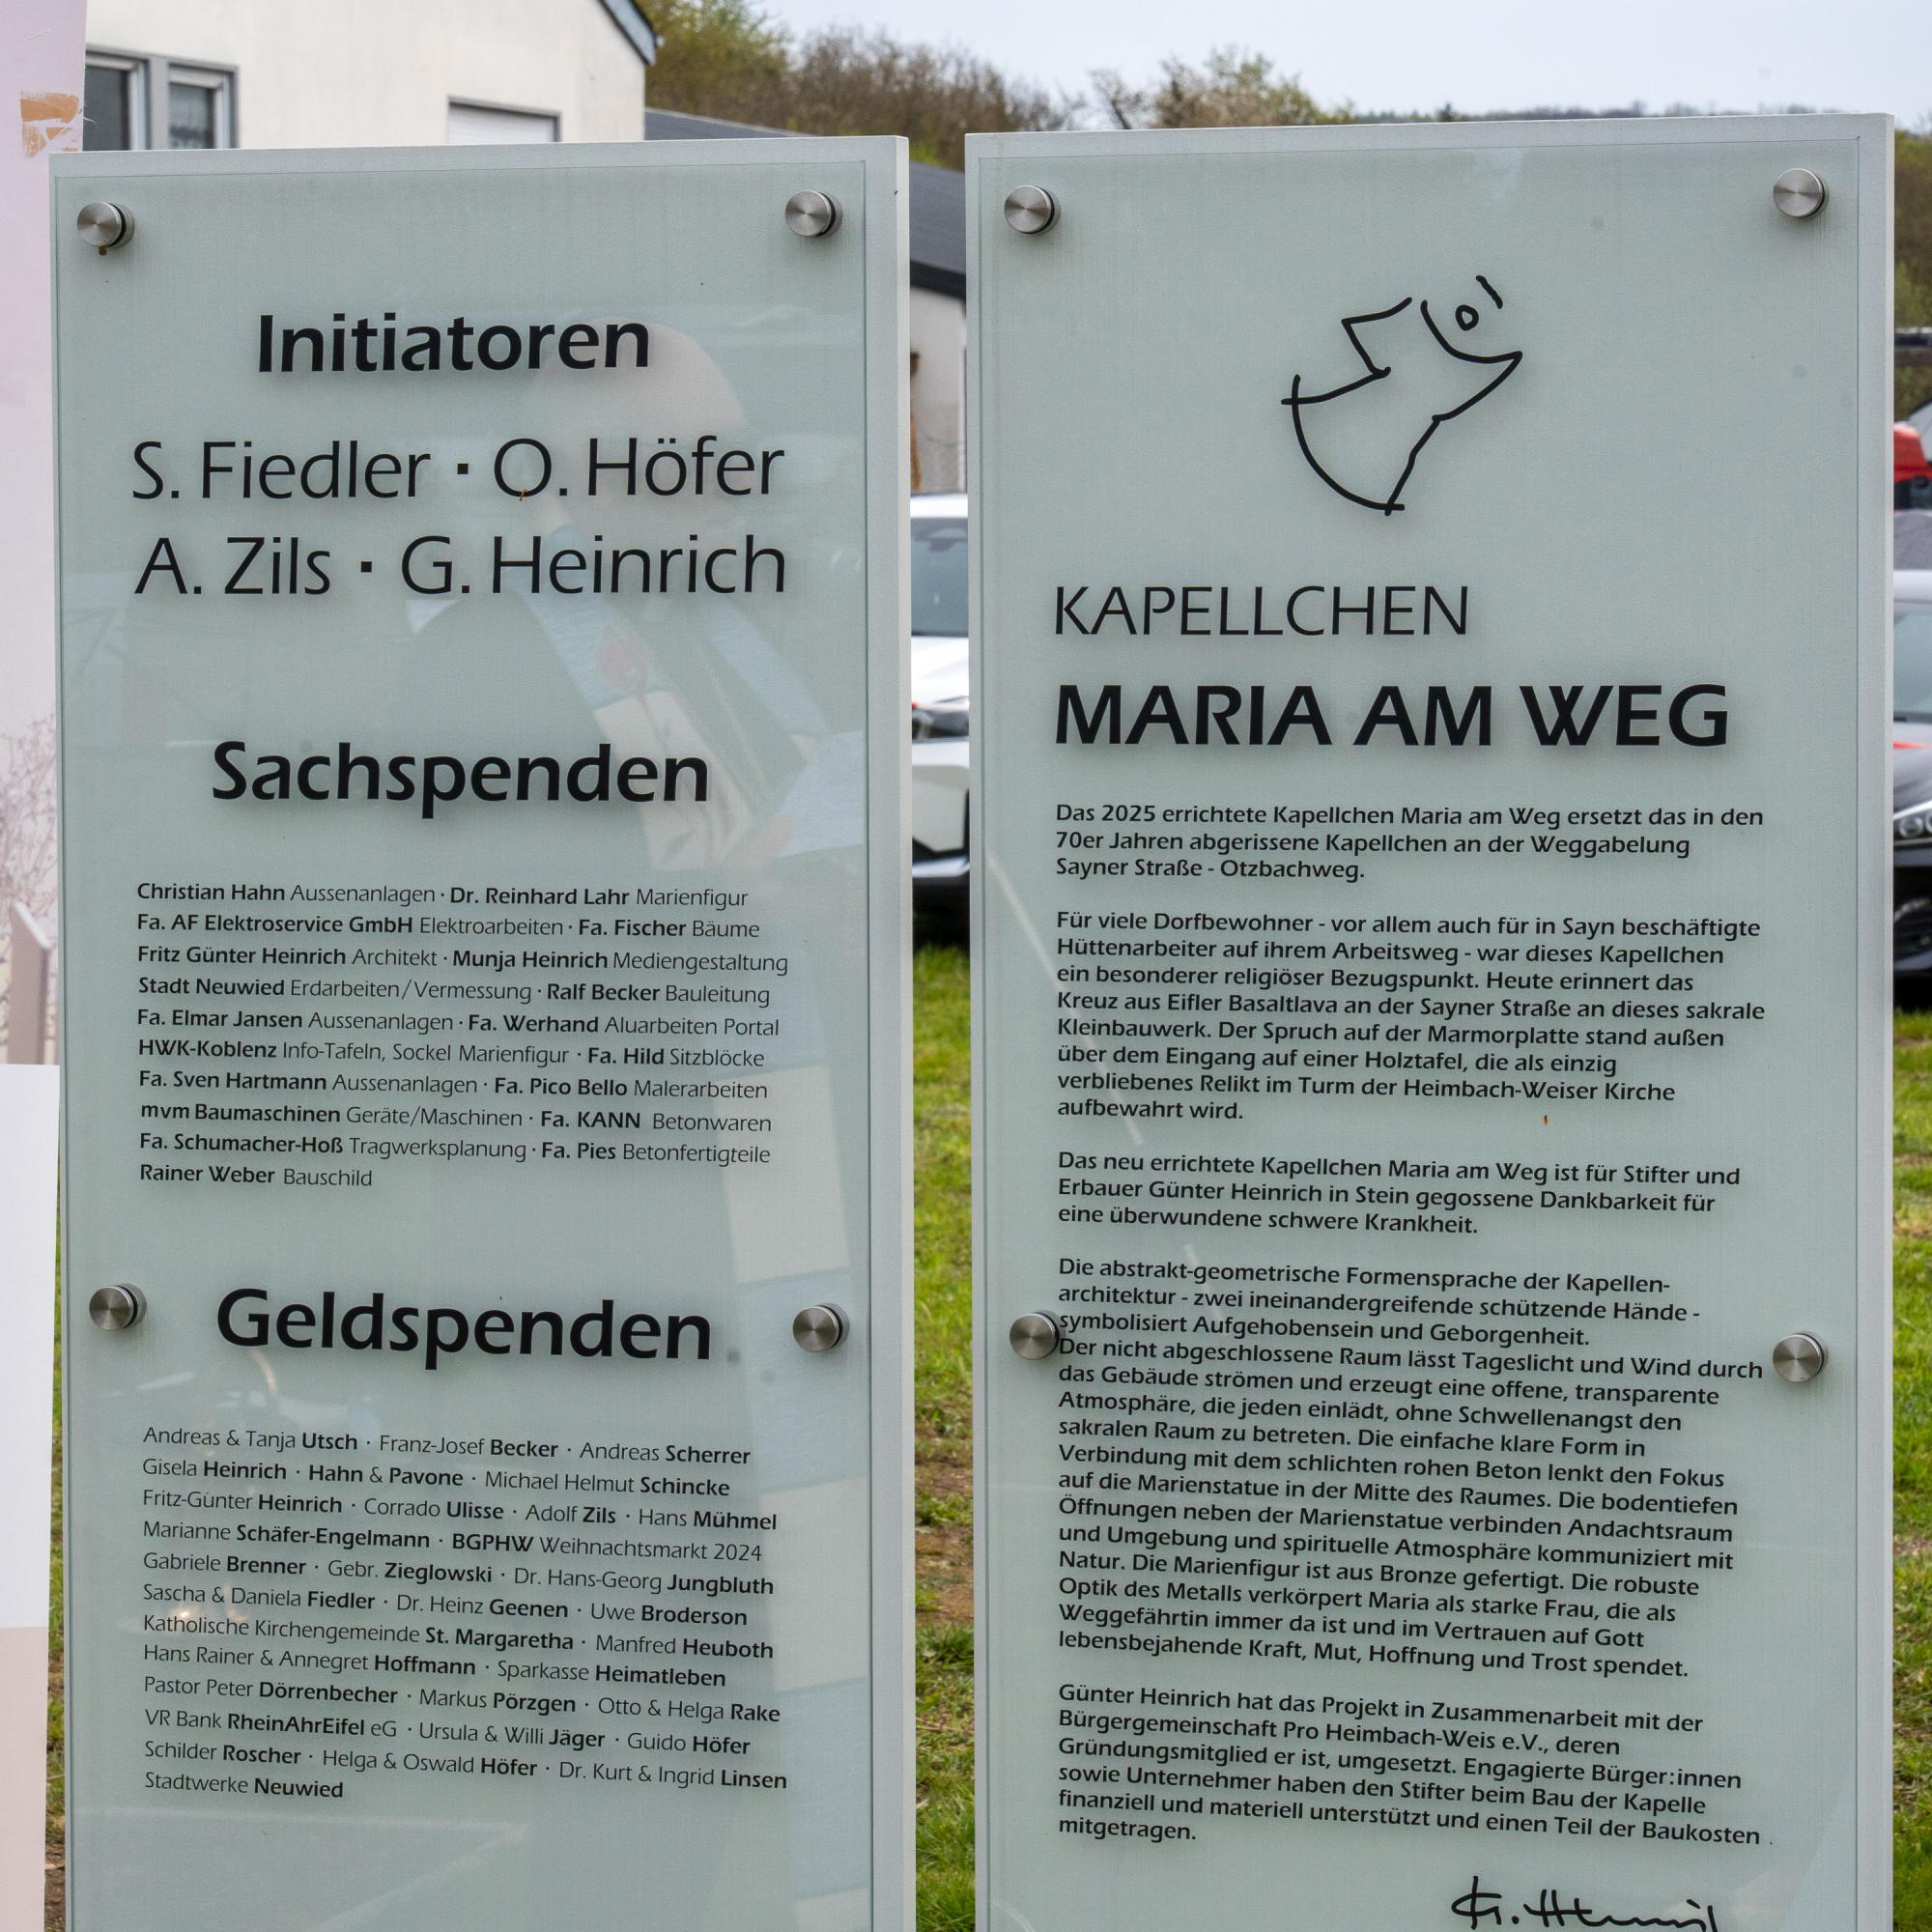 Initiatoren
S. Fiedler · O. Höfer
A. Zils · G. Heinrich
Sachspenden
Christian Hahn Aussenanlagen · Dr. Reinhard Lahr Marienfigur
Fa. AF Elektroservice GmbH Elektroarbeiten · Fa. Fischer Bäume
Fritz Günter Heinrich Architekt · Munja Heinrich Mediengestaltung
Stadt Neuwied Erdarbeiten/Vermessung · Ralf Becker Bauleitung
Fa. Elmar Jansen Aussenanlagen · Fa. Werhand Aluarbeiten Portal
HWK-Koblenz Info-Tafeln, Sockel Marienfigur · Fa. Hild Sitzblöcke
Fa. Sven Hartmann Aussenanlagen · Fa. Pico Bello Malerarbeiten
mvm Baumaschinen Geräte/Maschinen · Fa. KANN Betonwaren
Fa. Schumacher-Hoß Tragwerksplanung · Fa. Pies Betonfertigteile
Rainer Weber Bauschild
Geldspenden
Andreas & Tanja Utsch · Franz-Josef Becker · Andreas Scherrer
Gisela Heinrich · Hahn & Pavone · Michael Helmut Schincke
Fritz-Günter Heinrich · Corrado Ulisse · Adolf Zils · Hans Mühmel
Marianne Schäfer-Engelmann · BGPHW Weihnachtsmarkt 2024
Gabriele Brenner · Gebr. Zieglowski · Dr. Hans-Georg Jungbluth
Sascha & Daniela Fiedler · Dr. Heinz Geenen · Uwe Broderson
Katholische Kirchengemeinde St. Margaretha · Manfred Heuboth
Hans Rainer & Annegret Hoffmann · Sparkasse Heimatleben
Pastor Peter Dörrenbecher · Markus Pörzgen · Otto & Helga Rake
VR Bank RheinAhrEifel eG · Ursula & Willi Jäger · Guido Höfer
Schilder Roscher · Helga & Oswald Höfer · Dr. Kurt & Ingrid Linsen
Stadtwerke Neuwied
KAPELLCHEN
MARIA AM WEG
Das 2025 errichtete Kapellchen Maria am Weg ersetzt das in den
70er Jahren abgerissene Kapellchen an der Weggabelung
Sayner Straße - Otzbachweg.
Für viele Dorfbewohner - vor allem auch für in Sayn beschäftigte
Hüttenarbeiter auf ihrem Arbeitsweg - war dieses Kapellchen
ein besonderer religiöser Bezugspunkt. Heute erinnert das
Kreuz aus Eifler Basaltlava an der Sayner Straße an dieses sakrale
Kleinbauwerk. Der Spruch auf der Marmorplatte stand außen
über dem Eingang auf einer Holztafel, die als einzig
verbliebenes Relikt im Turm der Heimbach-Weiser Kirche
aufbewahrt wird.
Das neu errichtete Kapellchen Maria am Weg ist für Stifter und
Erbauer Günter Heinrich in Stein gegossene Dankbarkeit für
eine überwundene schwere Krankheit.
Die abstrakt-geometrische Formensprache der Kapellen-
architektur - zwei ineinandergreifende schützende Hände -
symbolisiert Aufgehobensein und Geborgenheit.
Der nicht abgeschlossene Raum lässt Tageslicht und Wind durch
das Gebäude strömen und erzeugt eine offene, transparente
Atmosphäre, die jeden einlädt, ohne Schwellenangst den
sakralen Raum zu betreten. Die einfache klare Form in
Verbindung mit dem schlichten rohen Beton lenkt den Fokus
auf die Marienstatue in der Mitte des Raumes. Die bodentiefen
Öffnungen neben der Marienstatue verbinden Andachtsraum
und Umgebung und spirituelle Atmosphäre kommuniziert mit
Natur. Die Marienfigur ist aus Bronze gefertigt. Die robuste
Optik des Metalls verkörpert Maria als starke Frau, die als
Weggefährtin immer da ist und im Vertrauen auf Gott
lebensbejahende Kraft, Mut, Hoffnung und Trost spendet.
Günter Heinrich hat das Projekt in Zusammenarbeit mit der
Bürgergemeinschaft Pro Heimbach-Weis e.V., deren
Gründungsmitglied er ist, umgesetzt. Engagierte Bürger:innen
sowie Unternehmer haben den Stifter beim Bau der Kapelle
finanziell und materiell unterstützt und einen Teil der Baukosten
mitgetragen.